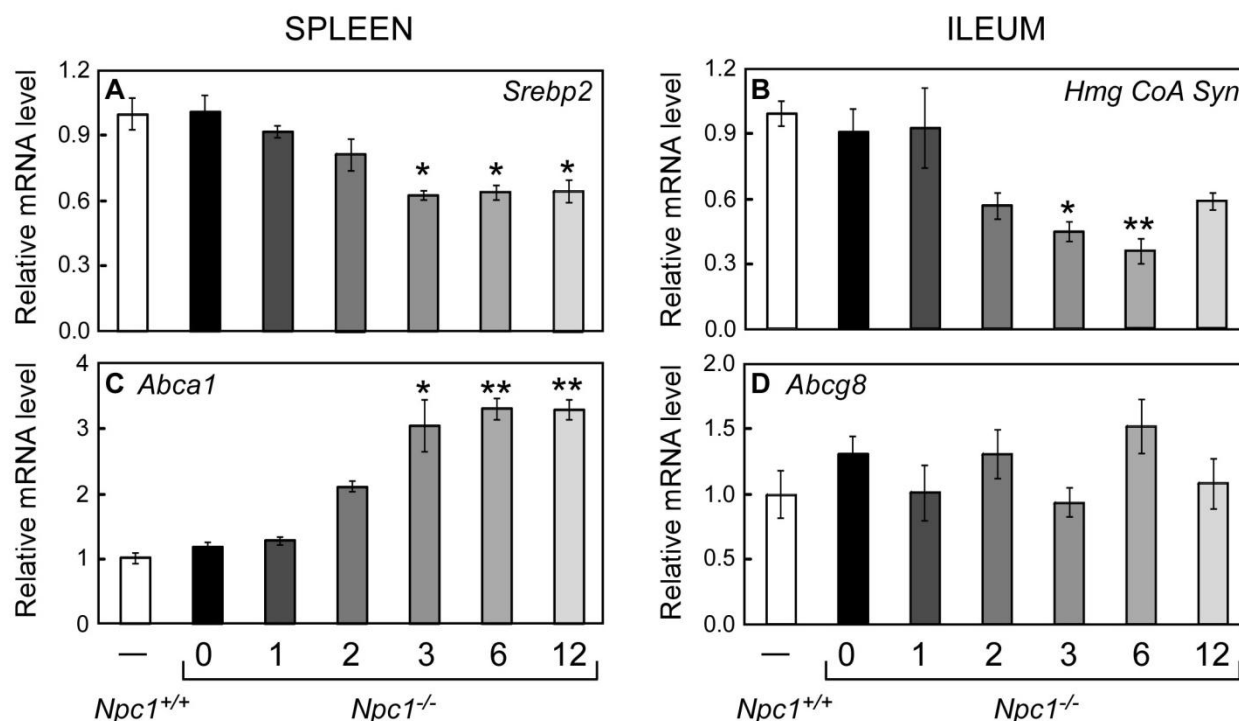 SPLEEN
ILEUM
Relative mRNA level
1.2
0.9
0.6
0.3
0.0
A
Srebp2
*
*
*
Relative mRNA level
1.2
0.9
0.6
0.3
0.0
B
Hmg CoA Syn
*
**
Relative mRNA level
4
3
2
1
0
C Abca1
*
**
**
Relative mRNA level
2.0
1.5
1.0
0.5
0.0
D Abcg8
— 0 1 2 3 6 12
Npc1+/+ Npc1-/-
— 0 1 2 3 6 12
Npc1+/+ Npc1-/-